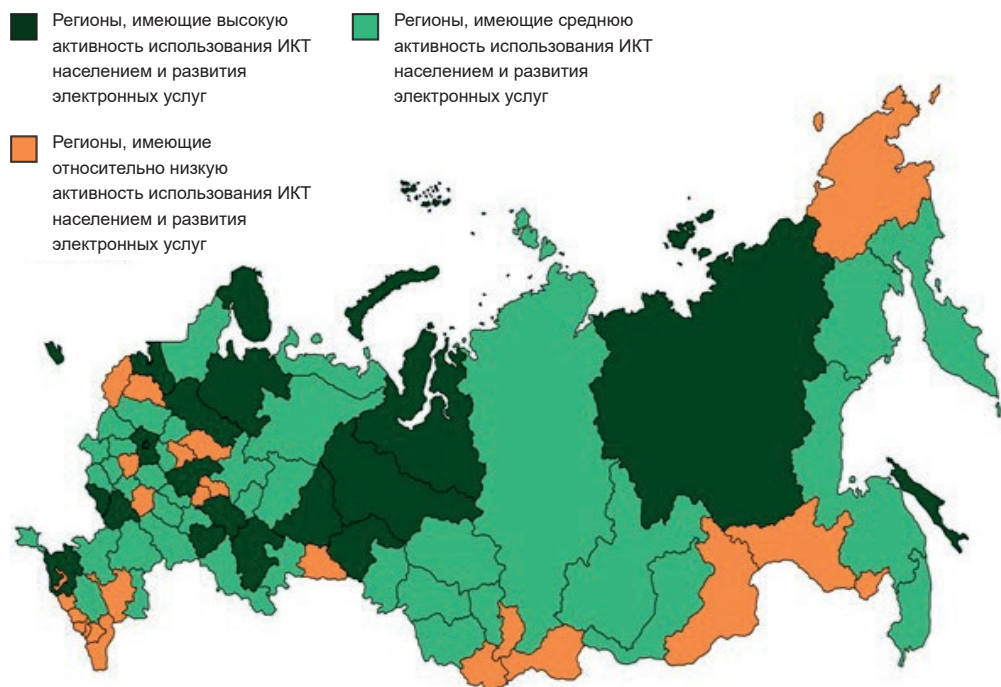 Регионы, имеющие высокую
активность использования ИКТ
населением и развития
электронных услуг
Регионы, имеющие среднюю
активность использования ИКТ
населением и развития
электронных услуг
Регионы, имеющие
относительно низкую
активность использования ИКТ
населением и развития
электронных услуг